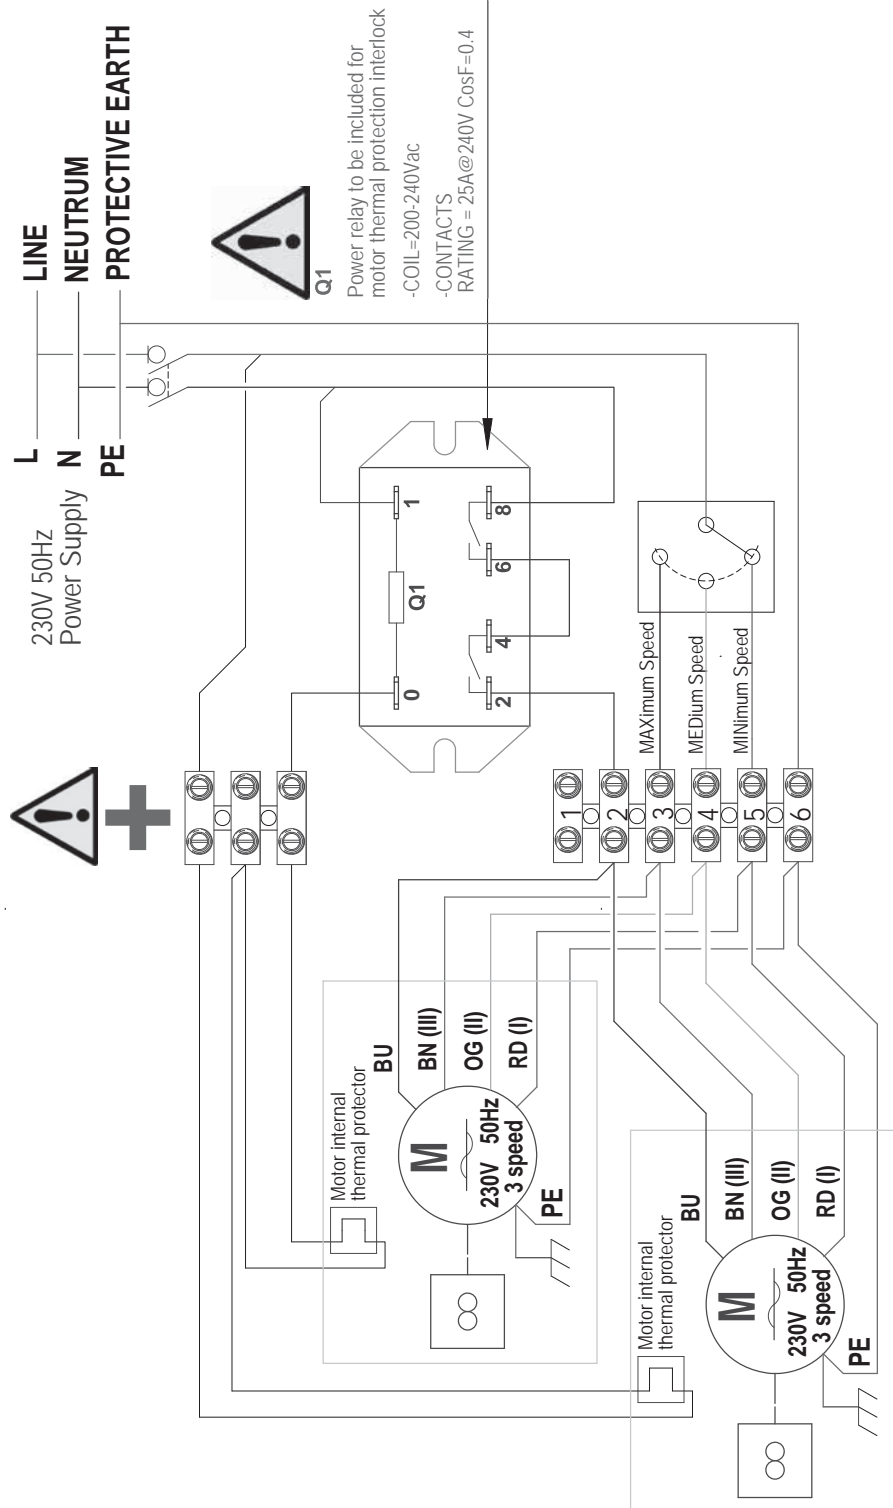 230V 50Hz
Power Supply
L
N
PE
LINE
NEUTRUM
PROTECTIVE EARTH
Q1
Power relay to be included for
motor thermal protection interlock
-COIL=200-240Vac
-CONTACTS
RATING = 25A@240V CosF=0.4
0
1
Q1
2
4
6
8
MAXimum Speed
MEDium Speed
MINimum Speed
1
2
3
4
5
6
Motor internal
thermal protector
BU
BN (III)
OG (II)
RD (I)
M
230V 50Hz
3 speed
PE
Motor internal
thermal protector
BU
BN (III)
OG (II)
RD (I)
M
230V 50Hz
3 speed
PE